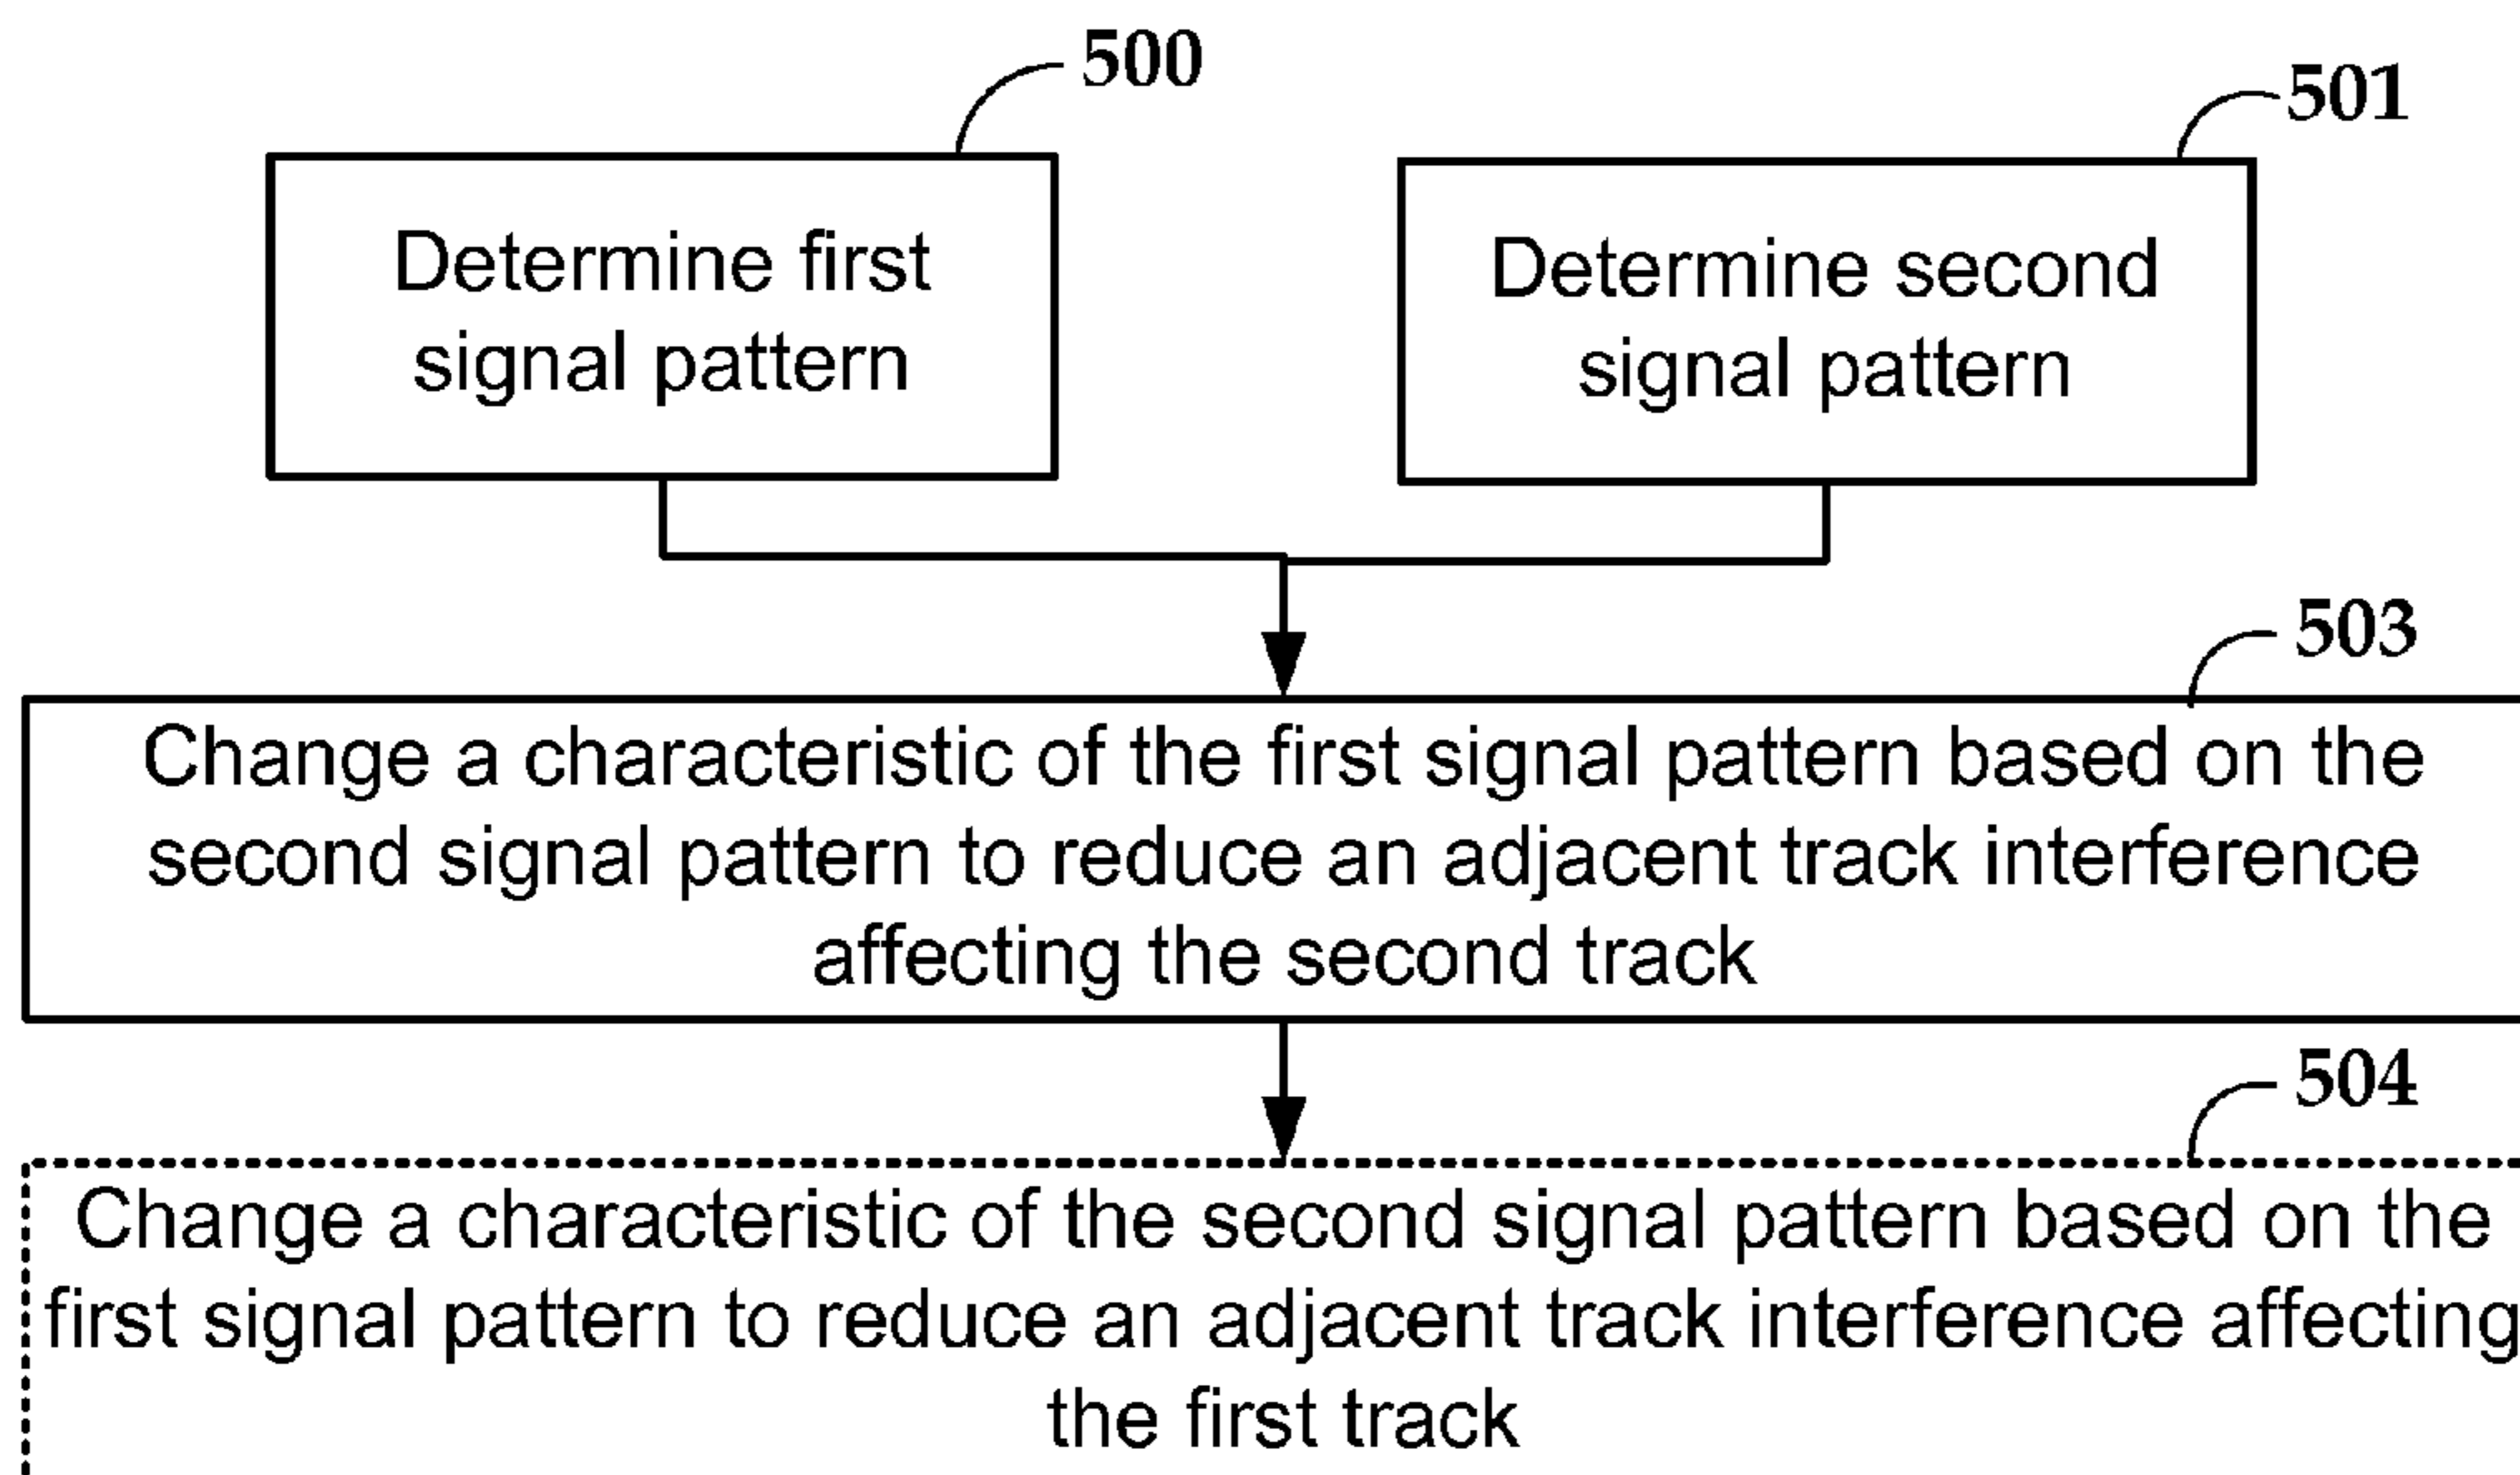 500
501
Determine first
signal pattern
Determine second
signal pattern
503
Change a characteristic of the first signal pattern based on the
second signal pattern to reduce an adjacent track interference
affecting the second track
504
Change a characteristic of the second signal pattern based on the
first signal pattern to reduce an adjacent track interference affecting
the first track